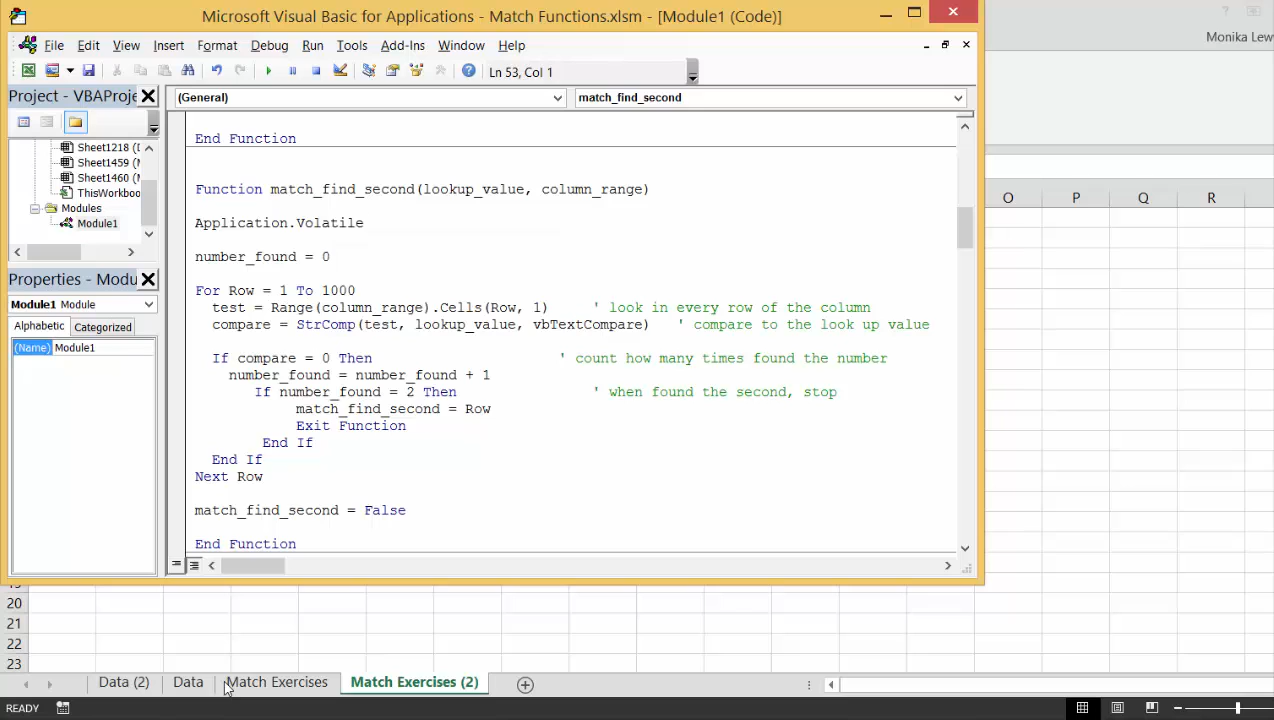 Microsoft Visual Basic for Applications - Match Functions.xlsm - [Module1 (Code)]
Monika Lew
File Edit View Insert Format Debug Run Tools Add-Ins Window Help
Ln 53, Col 1
Project - VBAProje
(General)
match_find_second
Sheet1218 (D
Sheet1459 (M
Sheet1460 (M
ThisWorkboo
Modules
Module1
Properties - Modu
Module1 Module
Alphabetic Categorized
(Name) Module1
End Function
Function match_find_second(lookup_value, column_range)
Application.Volatile
number_found = 0
For Row = 1 To 1000
test = Range(column_range).Cells(Row, 1) ' look in every row of the column
compare = StrComp(test, lookup_value, vbTextCompare) ' compare to the look up value
If compare = 0 Then ' count how many times found the number
number_found = number_found + 1
If number_found = 2 Then ' when found the second, stop
match_find_second = Row
Exit Function
End If
End If
Next Row
match_find_second = False
End Function
O P Q R
20
21
22
23
Data (2) Data Match Exercises Match Exercises (2)
READY